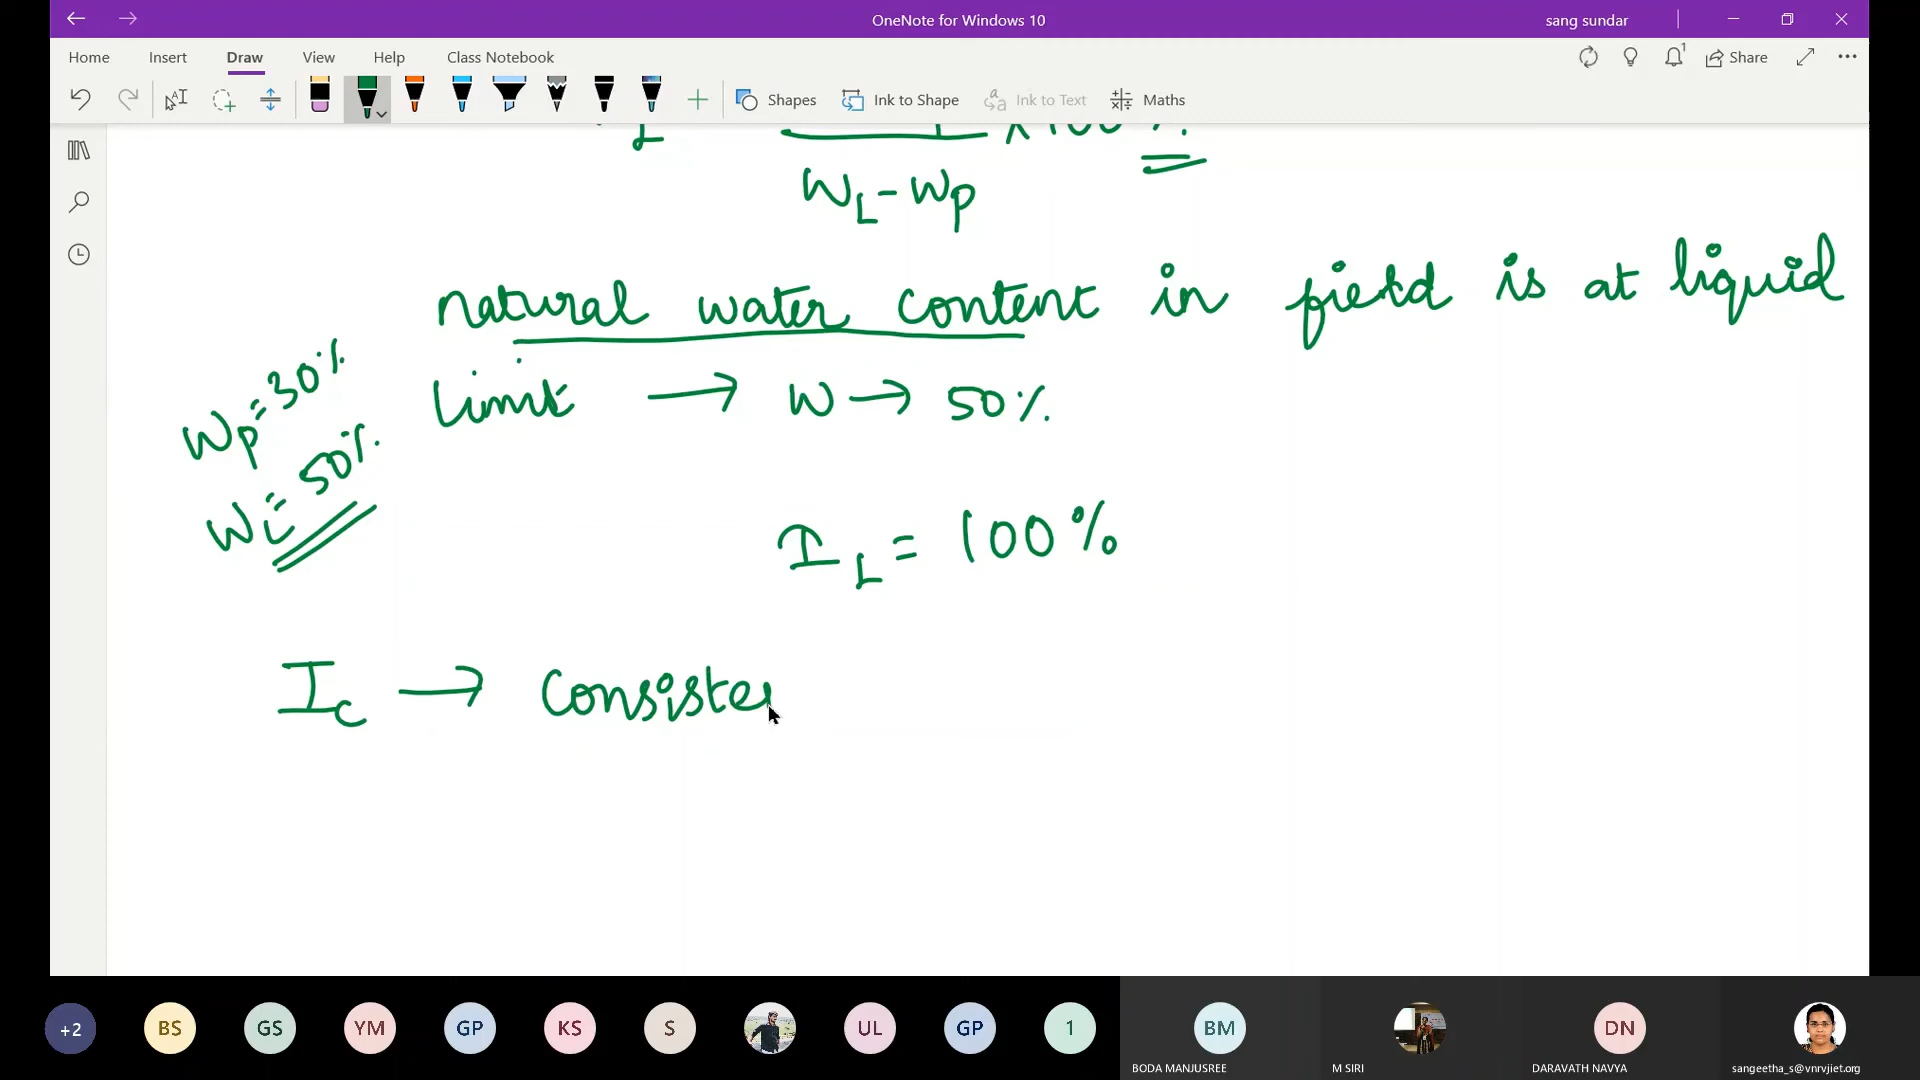 OneNote for Windows 10
sang sundar
Home Insert Draw View Help Class Notebook
1 Share
Shapes Ink to Shape Ink to Text Maths
L × 100 %
WL - Wp
natural water content in field is at liquid
limit → W → 50%
Wp = 30%
WL = 50%
IL = 100%
Ic → Consiste
+2 BS GS YM GP KS S UL GP 1 BM DN
BODA MANJUSREE M SIRI DARAVATH NAVYA sangeetha_s@vnrvjiet.org